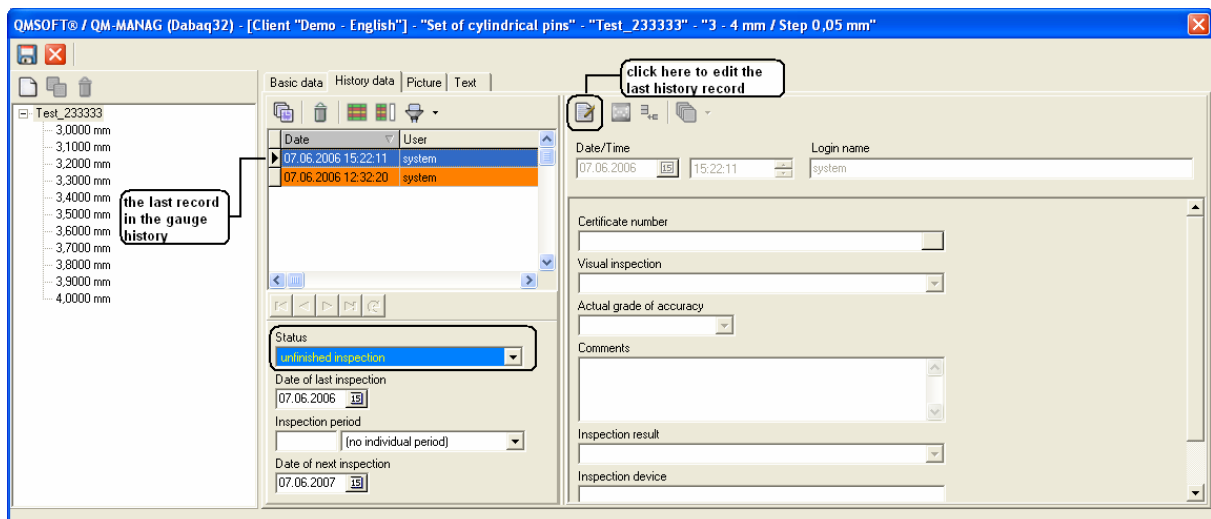 QMSOFT® / QM-MANAG (Dabaq32) - [Client "Demo - English"] - "Set of cylindrical pins" - "Test_233333" - "3 - 4 mm / Step 0,05 mm"
Test_233333
3,0000 mm
3,1000 mm
3,2000 mm
3,3000 mm
3,4000 mm
3,5000 mm
3,6000 mm
3,7000 mm
3,8000 mm
3,9000 mm
4,0000 mm
the last record
in the gauge
history
Basic data History data Picture Text
Date User
07.06.2006 15:22:11 system
07.06.2006 12:32:20 system
Status
unfinished inspection
Date of last inspection
07.06.2006 15
Inspection period
(no individual period)
Date of next inspection
07.06.2007 15
click here to edit the
last history record
Date/Time Login name
07.06.2006 15 15:22:11 system
Certificate number
Visual inspection
Actual grade of accuracy
Comments
Inspection result
Inspection device